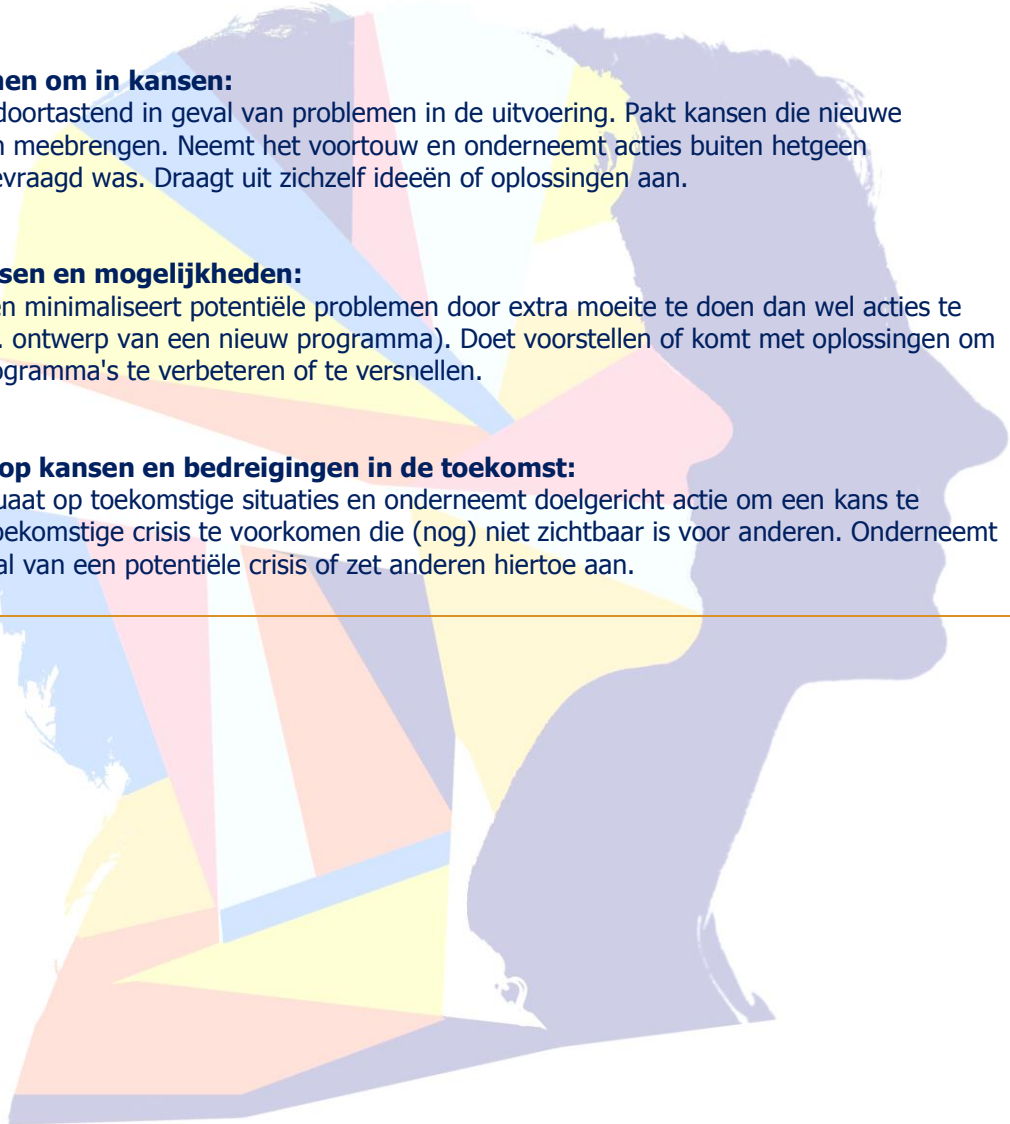 nen om in kansen:
doortastend in geval van problemen in de uitvoering. Pakt kansen die nieuwe
n meebrengen. Neemt het voortouw en onderneemt acties buiten hetgeen
evraagd was. Draagt uit zichzelf ideeën of oplossingen aan.
sen en mogelijkheden:
en minimaliseert potentiële problemen door extra moeite te doen dan wel acties te
. ontwerp van een nieuw programma). Doet voorstellen of komt met oplossingen om
ogramma's te verbeteren of te versnellen.
op kansen en bedreigingen in de toekomst:
uaat op toekomstige situaties en onderneemt doelgericht actie om een kans te
oekomstige crisis te voorkomen die (nog) niet zichtbaar is voor anderen. Onderneemt
al van een potentiële crisis of zet anderen hiertoe aan.